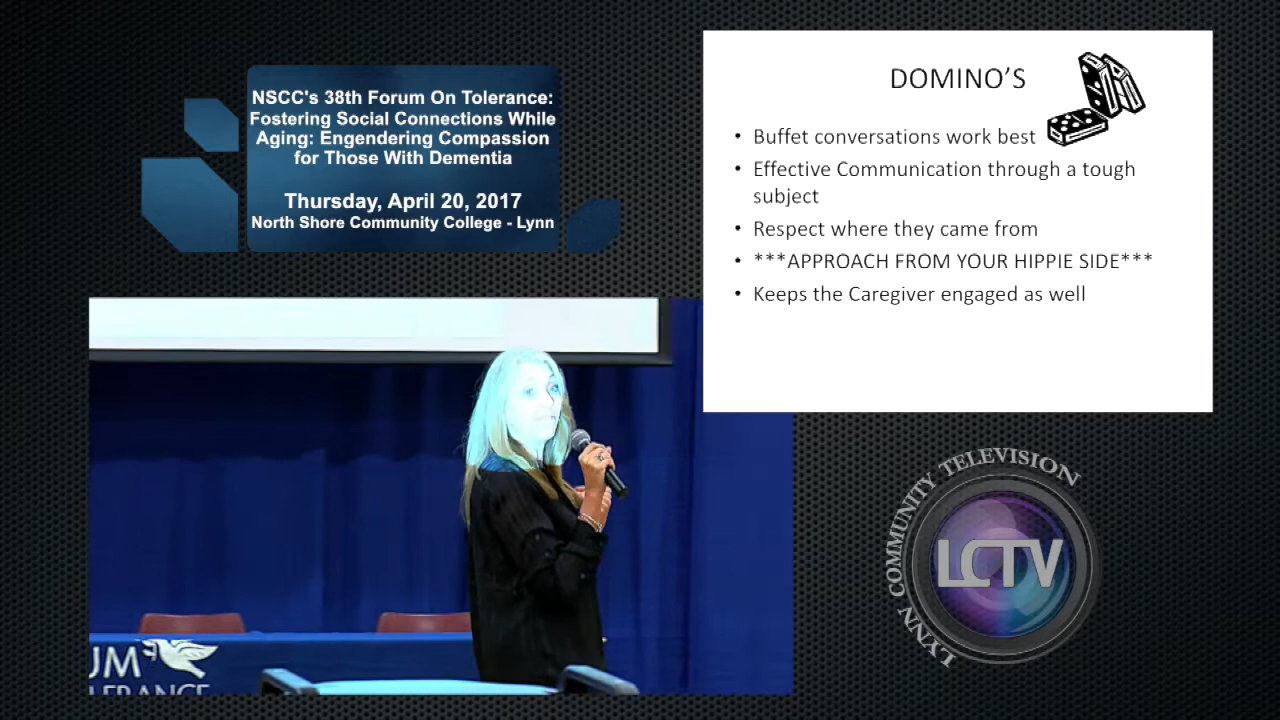 NSCC's 38th Forum On Tolerance:
Fostering Social Connections While
Aging: Engendering Compassion
for Those With Dementia
Thursday, April 20, 2017
North Shore Community College - Lynn
DOMINO'S
• Buffet conversations work best
• Effective Communication through a tough
subject
• Respect where they came from
• ***APPROACH FROM YOUR HIPPIE SIDE***
• Keeps the Caregiver engaged as well
LYNN COMMUNITY TELEVISION
LCTV
UM
LERANCE